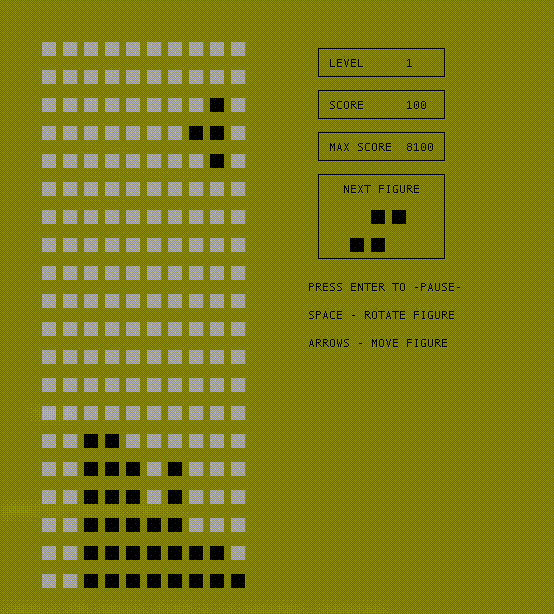 LEVEL 1
SCORE 100
MAX SCORE 8100
NEXT FIGURE
PRESS ENTER TO -PAUSE-
SPACE - ROTATE FIGURE
ARROWS - MOVE FIGURE